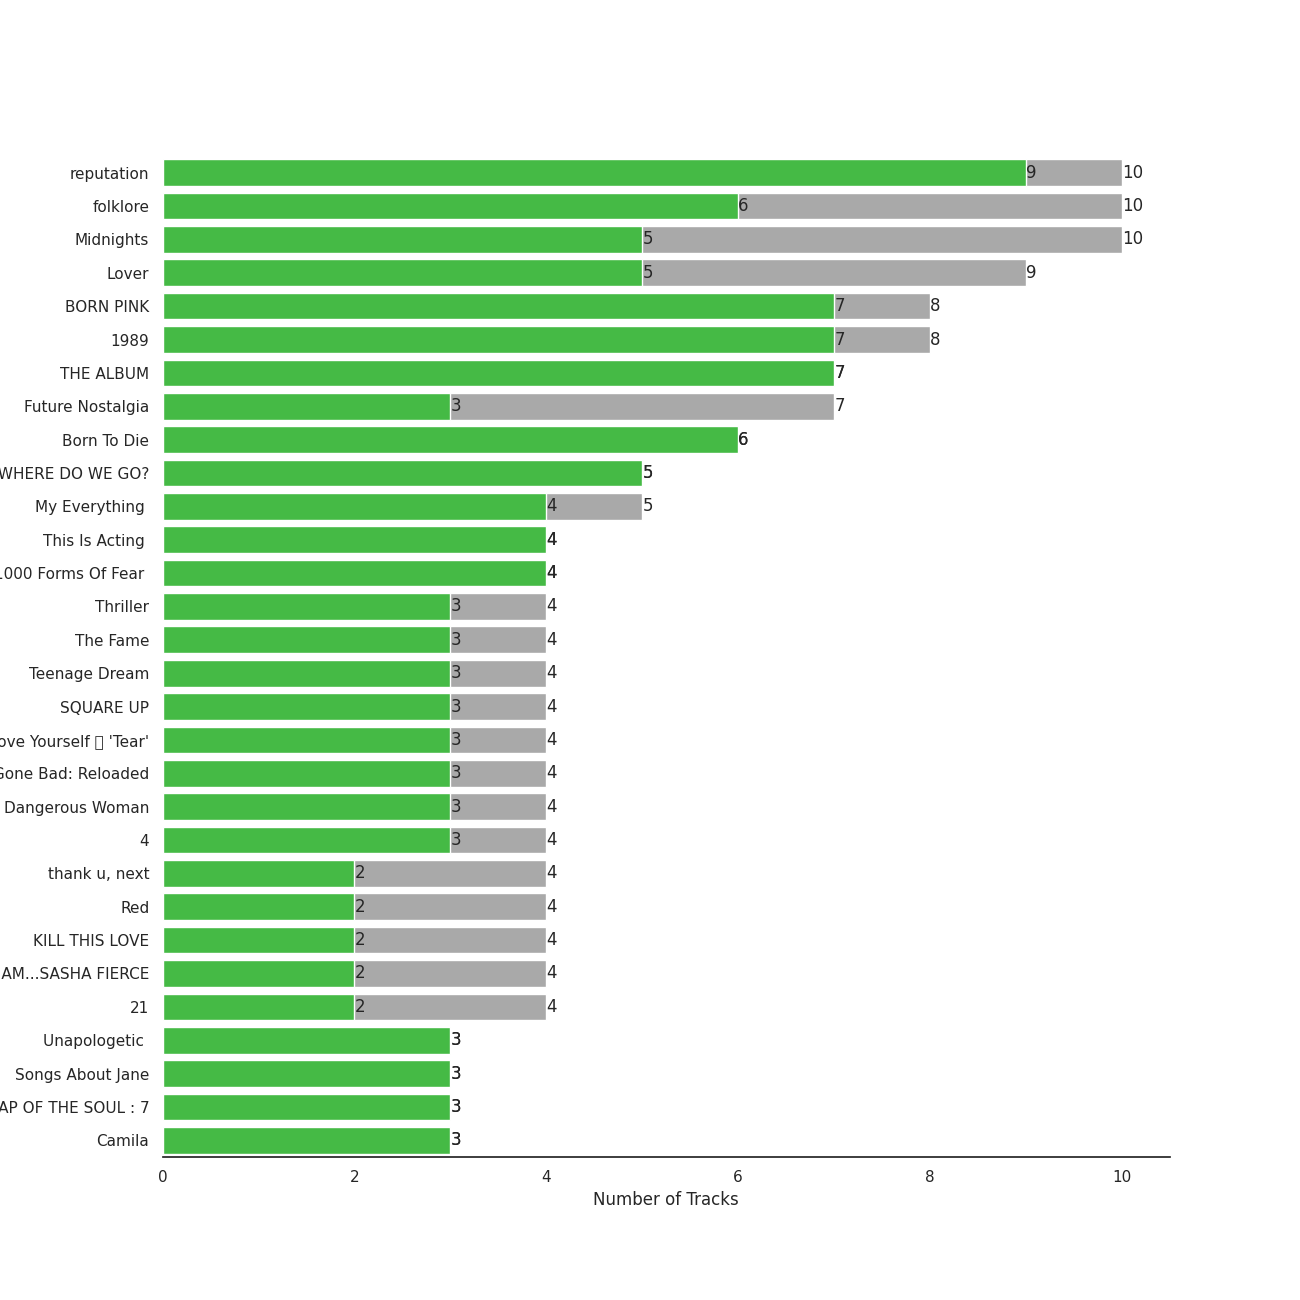 reputation 9 10
folklore 6 10
Midnights 5 10
Lover 5 9
BORN PINK 7 8
1989 7 8
THE ALBUM 7
Future Nostalgia 3 7
Born To Die 6
WHERE DO WE GO? 5
My Everything 4 5
This Is Acting 4
1000 Forms Of Fear 4
Thriller 3 4
The Fame 3 4
Teenage Dream 3 4
SQUARE UP 3 4
Yourself 'Tear' 3 4
Gone Bad: Reloaded 3 4
Dangerous Woman 3 4
4 3 4
thank u, next 2 4
Red 2 4
KILL THIS LOVE 2 4
AM...SASHA FIERCE 2 4
21 2 4
Unapologetic 3
Songs About Jane 3
OF THE SOUL : 7 3
Camila 3
0 2 4 6 8 10
Number of Tracks